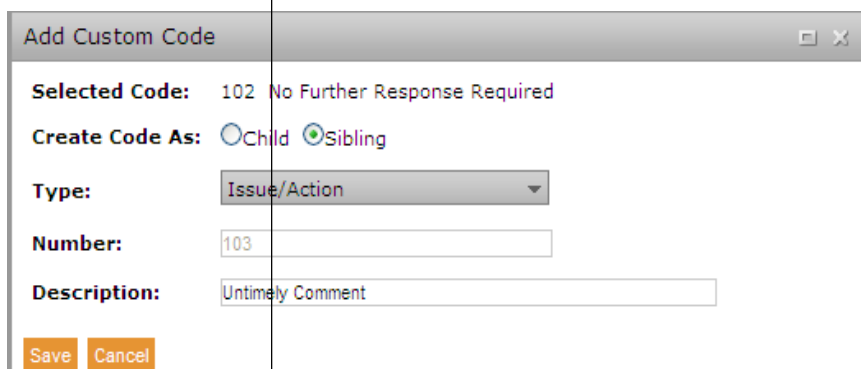 Add Custom Code
Selected Code: 102 No Further Response Required
Create Code As: Child Sibling
Type: Issue/Action
Number: 103
Description: Untimely Comment
Save Cancel